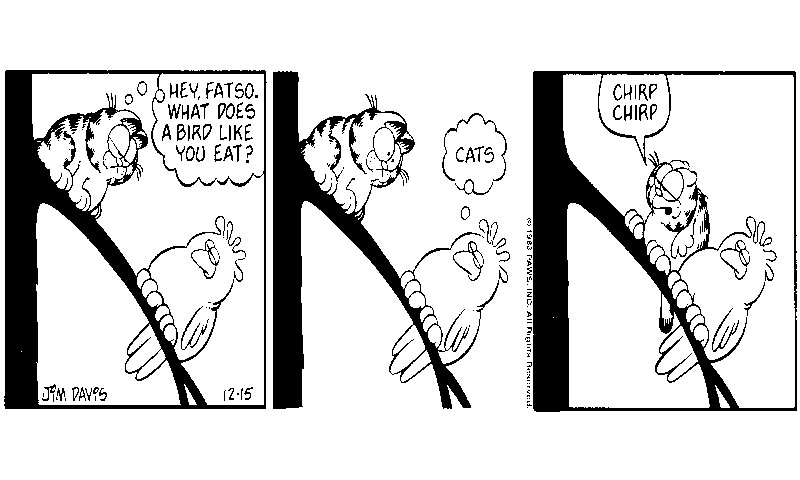 HEY, FATSO.
WHAT DOES
A BIRD LIKE
YOU EAT?
JIM DAVIS
12-15
CATS
© 1983 PAWS, INC. All Rights Reserved.
CHIRP
CHIRP